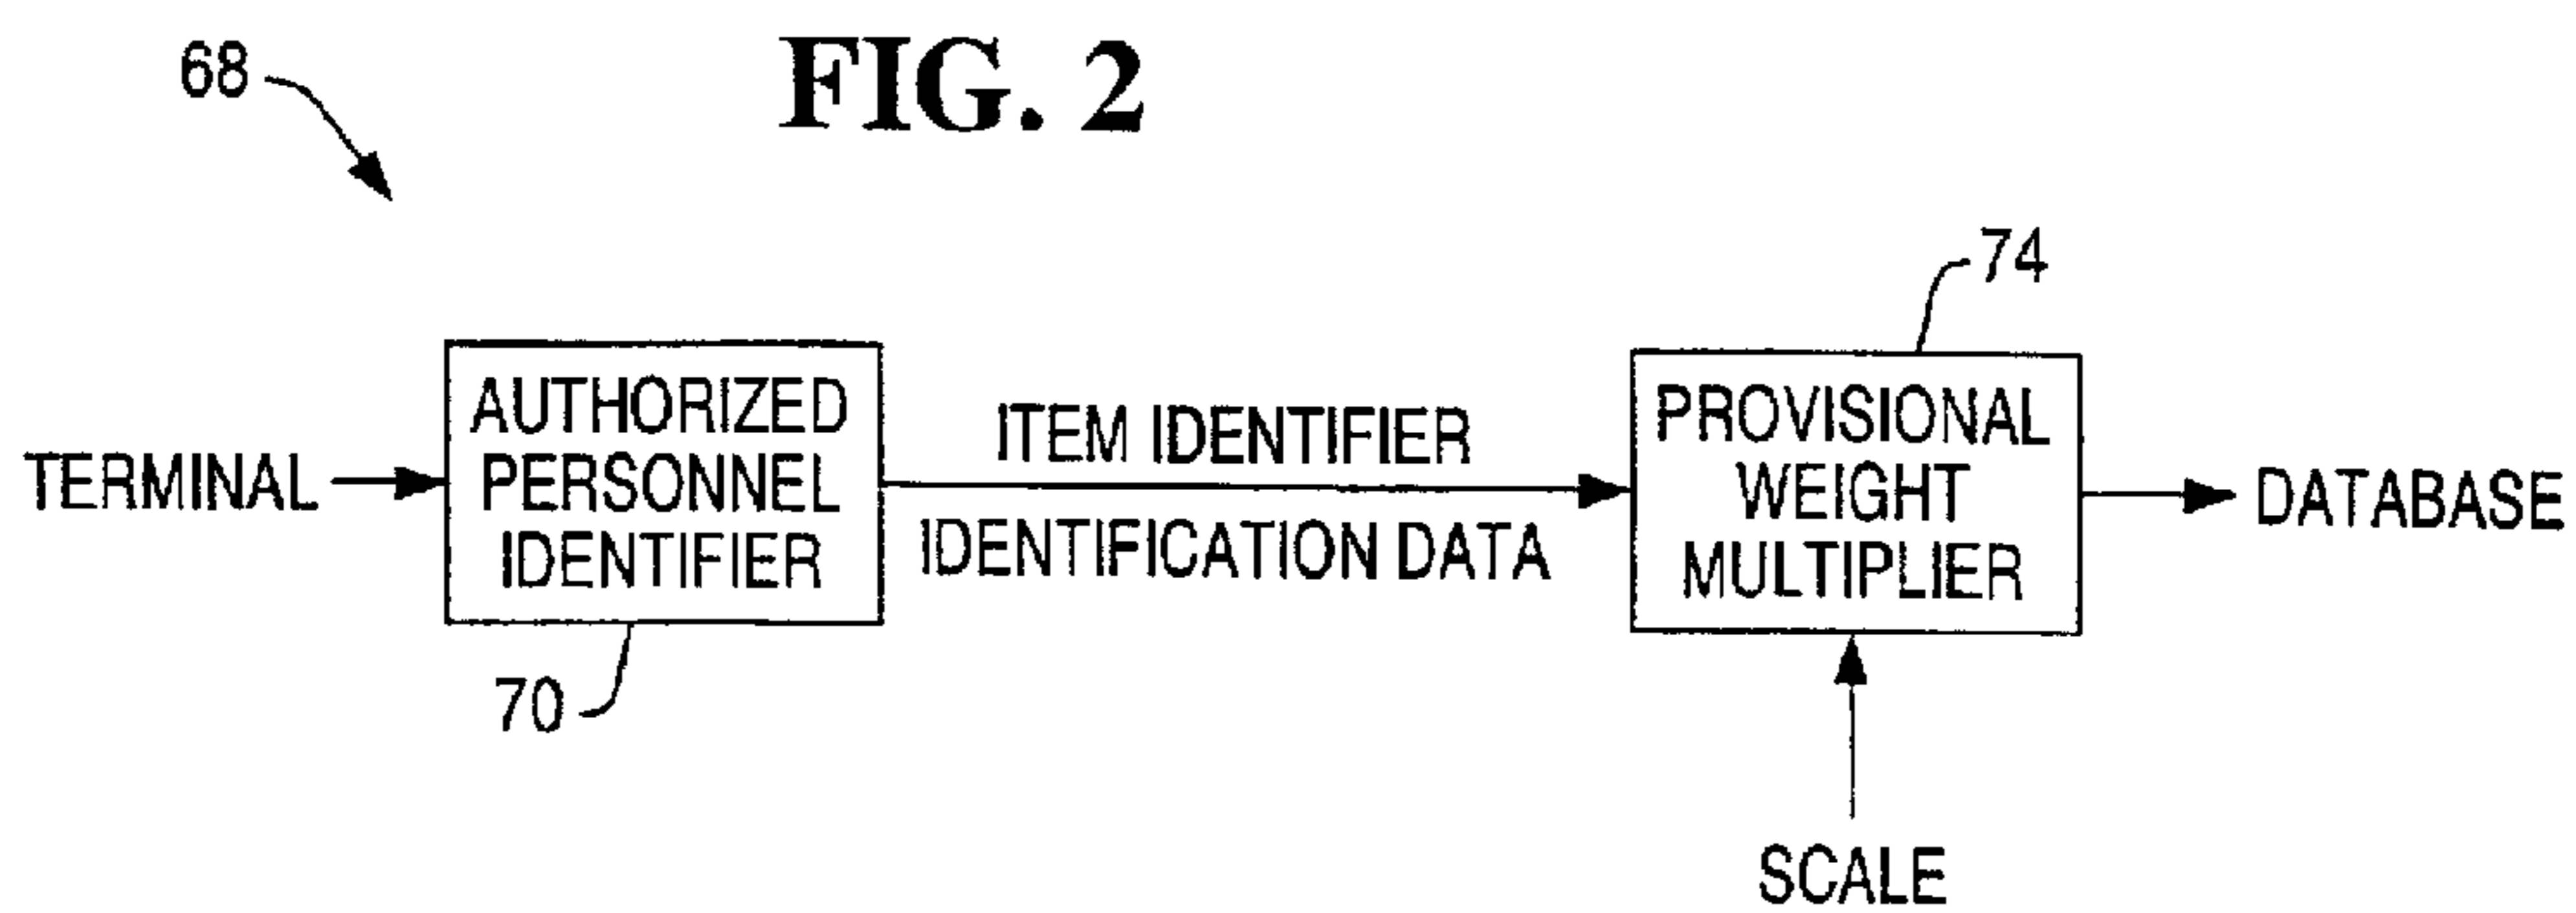 FIG. 2
68
74
TERMINAL
AUTHORIZED
PERSONNEL
IDENTIFIER
ITEM IDENTIFIER
IDENTIFICATION DATA
PROVISIONAL
WEIGHT
MULTIPLIER
DATABASE
70
SCALE